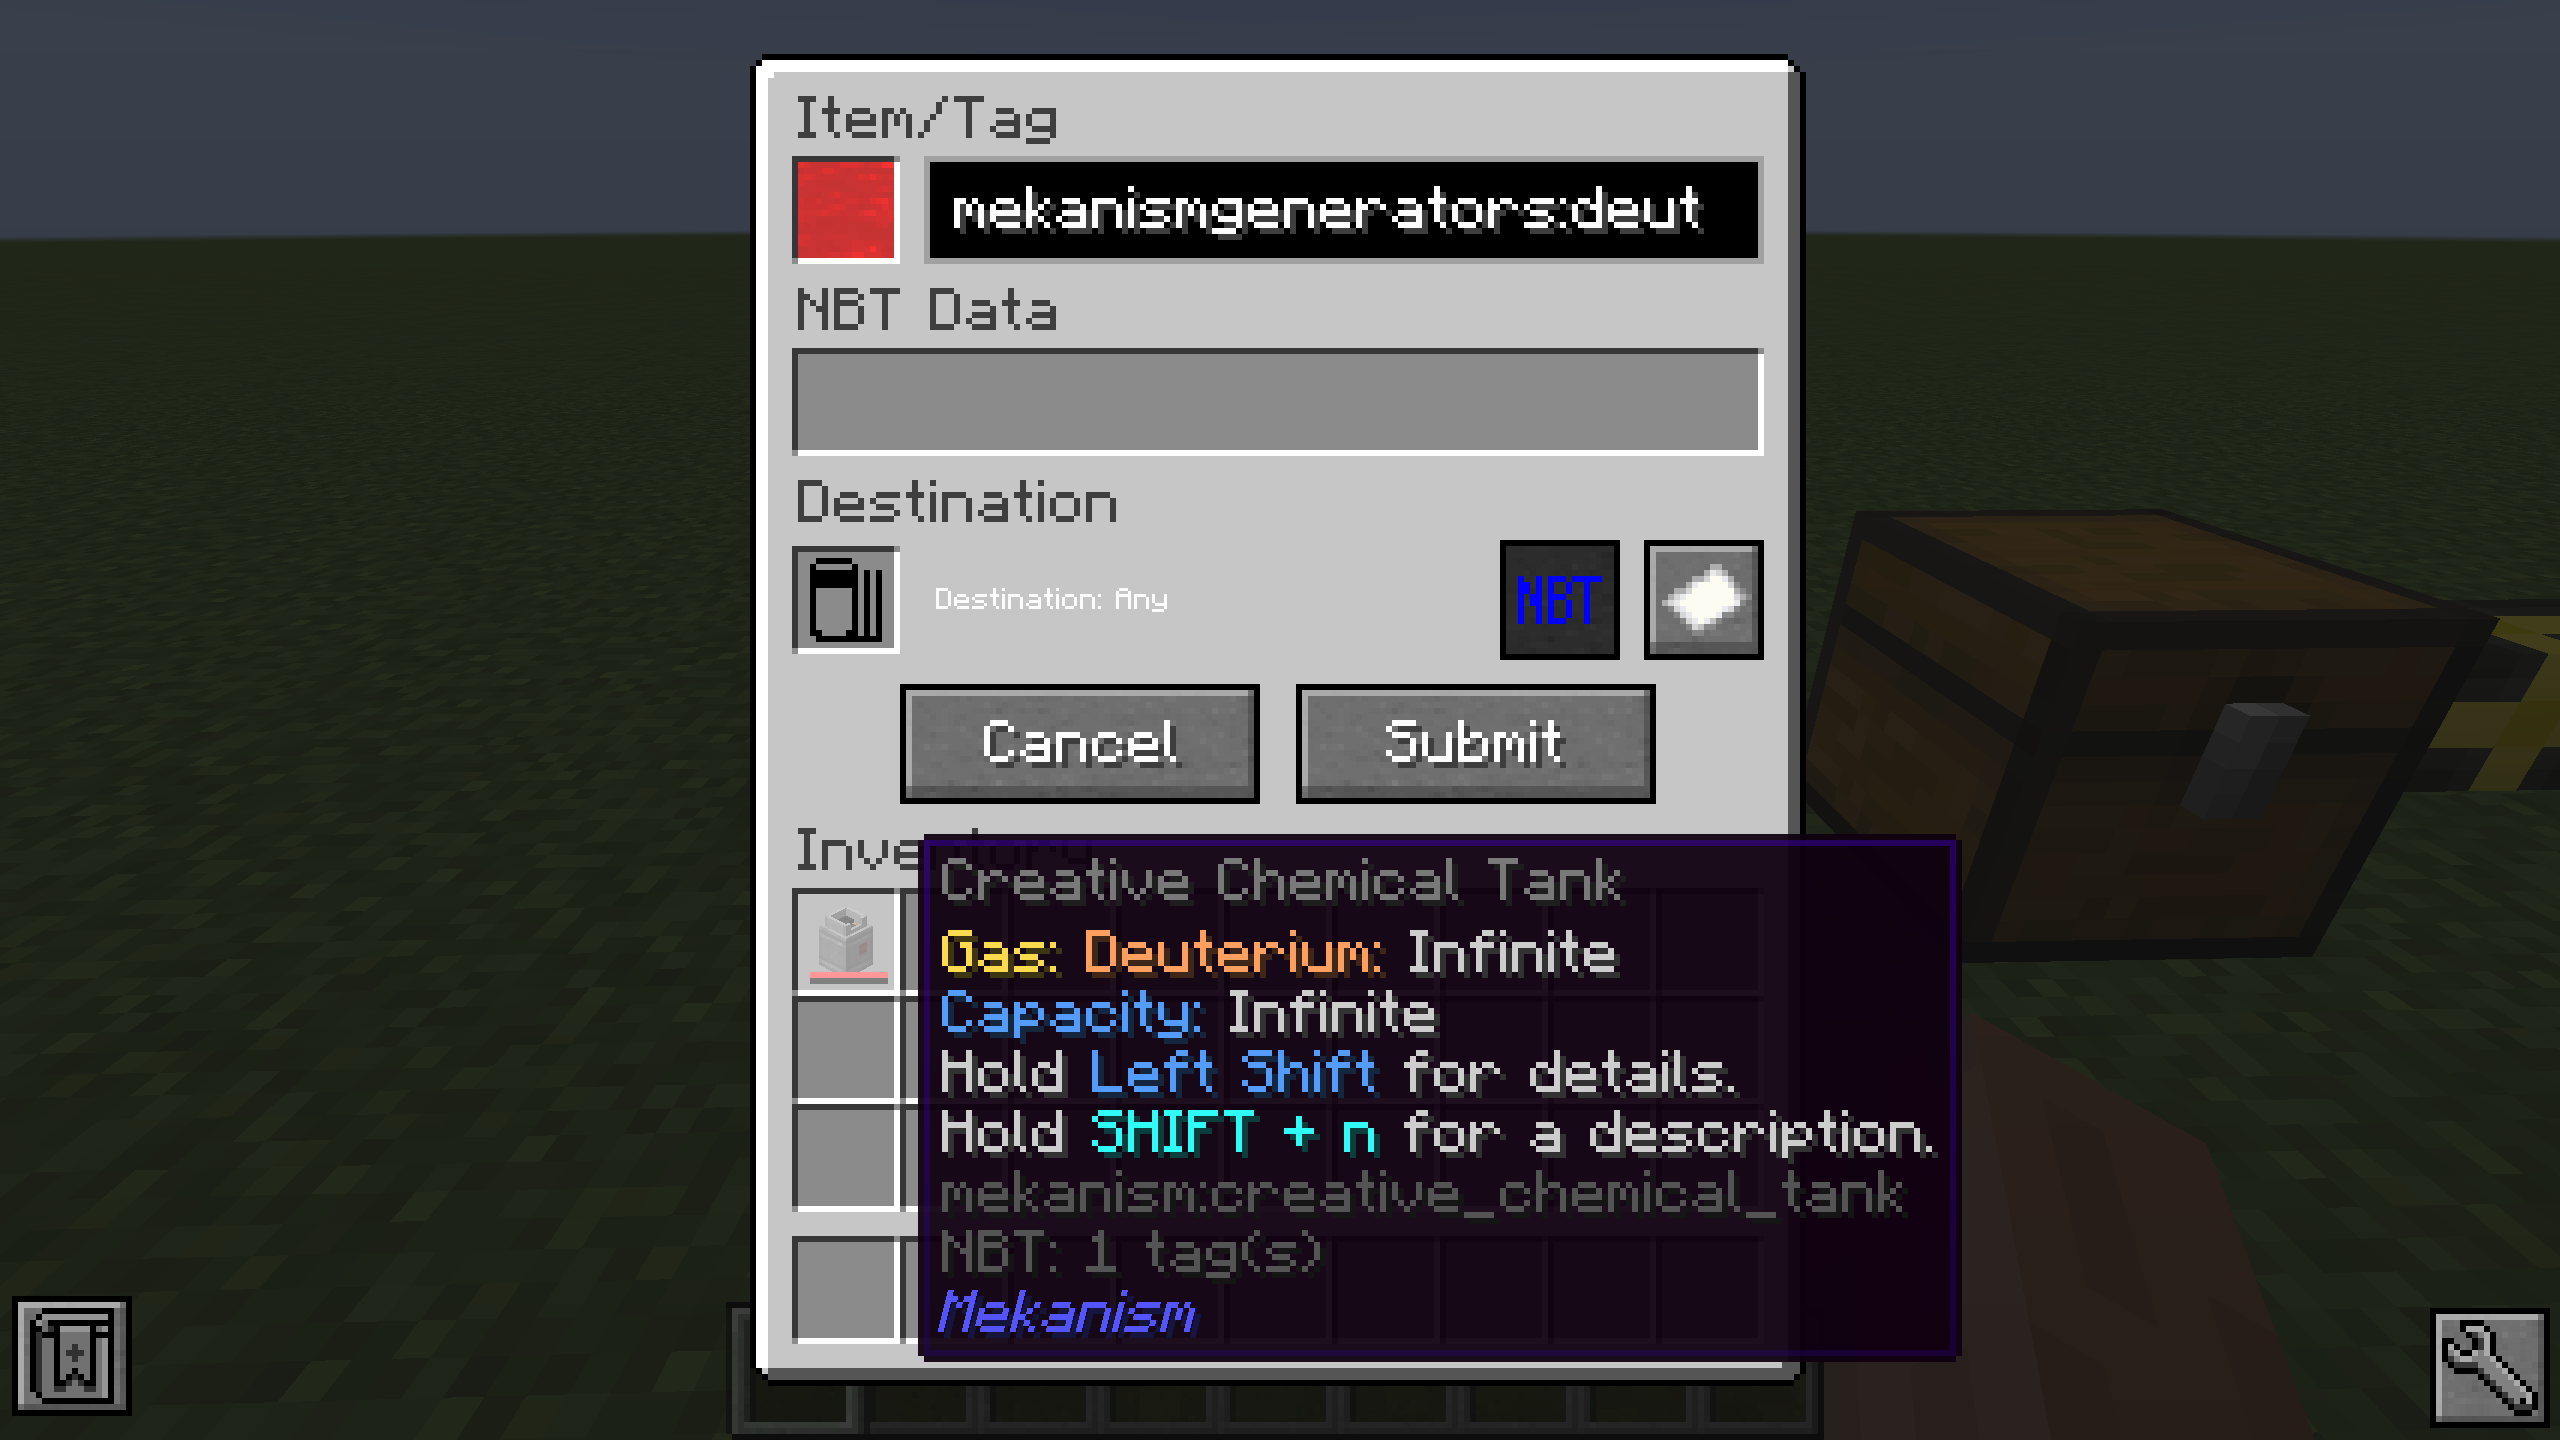 Item/Tag
mekanismgenerators:deut
NBT Data
Destination
Destination: Any
NBT
Cancel
Submit
Inventory
Creative Chemical Tank
Gas: Deuterium: Infinite
Capacity: Infinite
Hold Left Shift for details.
Hold SHIFT + n for a description.
mekanism:creative_chemical_tank
NBT: 1 tag(s)
Mekanism